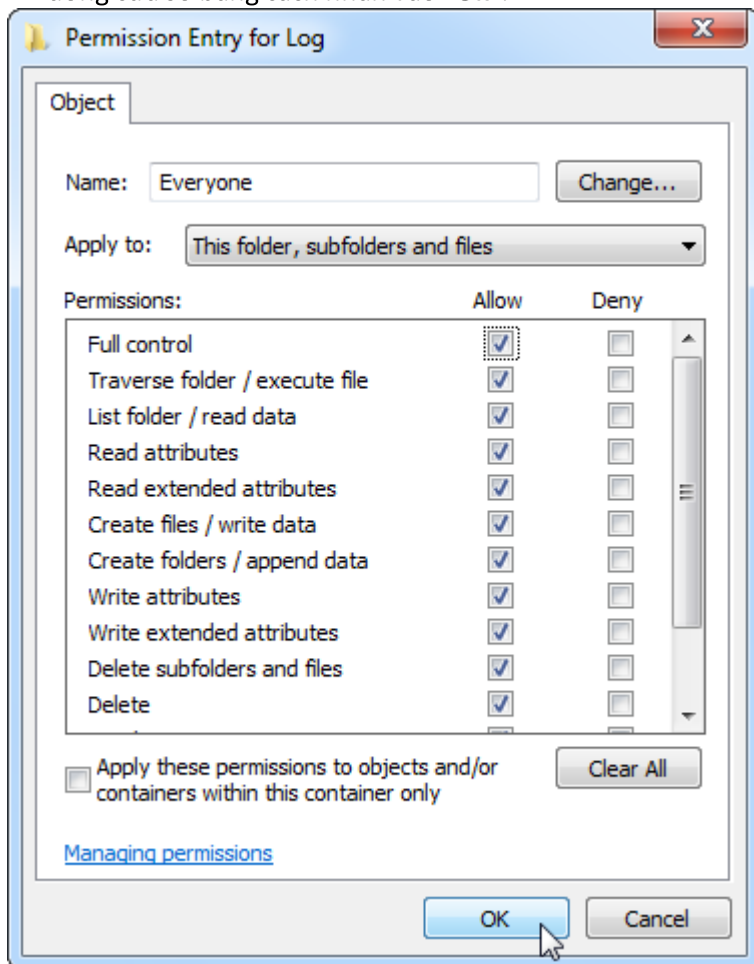 Permission Entry for Log
Object
Name: Everyone Change...
Apply to: This folder, subfolders and files
Permissions: Allow Deny
Full control
Traverse folder / execute file
List folder / read data
Read attributes
Read extended attributes
Create files / write data
Create folders / append data
Write attributes
Write extended attributes
Delete subfolders and files
Delete
Apply these permissions to objects and/or
containers within this container only
Clear All
Managing permissions
OK Cancel